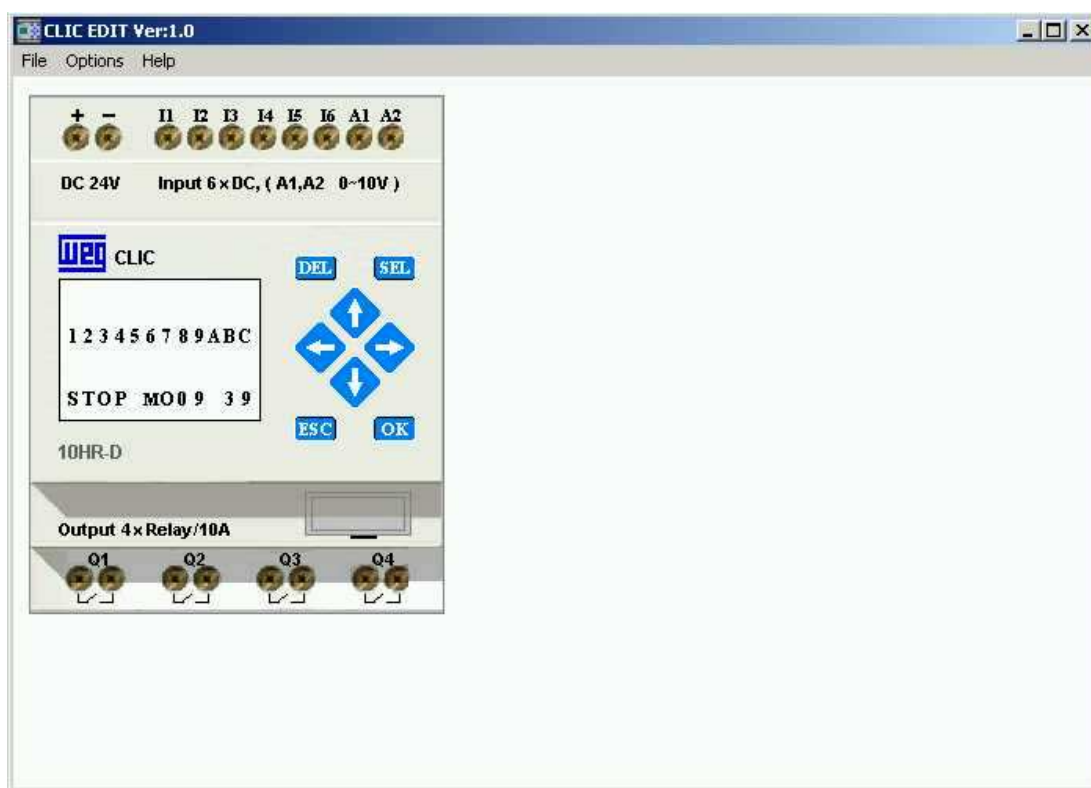 CLIC EDIT Ver:1.0
File Options Help
+ - I1 I2 I3 I4 I5 I6 A1 A2
DC 24V Input 6×DC, ( A1,A2 0~10V )
WEG CLIC
DEL SEL
1 2 3 4 5 6 7 8 9 A B C
STOP MO 0 9 3 9
ESC OK
10HR-D
Output 4×Relay/10A
Q1 Q2 Q3 Q4